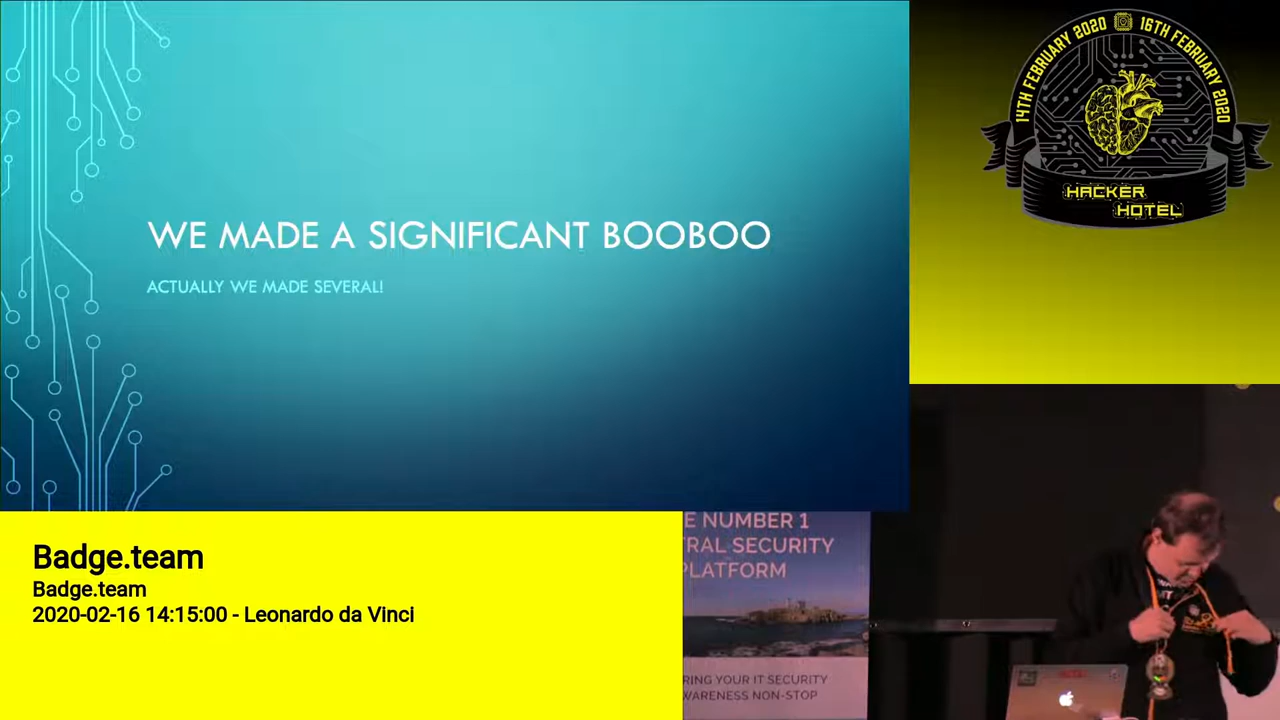 WE MADE A SIGNIFICANT BOOBOO
ACTUALLY WE MADE SEVERAL!
14TH FEBRUARY 2020 16TH FEBRUARY 2020
HACKER
HOTEL
Badge.team
Badge.team
2020-02-16 14:15:00 - Leonardo da Vinci
E NUMBER 1
TRAL SECURITY
PLATFORM
RING YOUR IT SECURITY
WARENESS NON-STOP